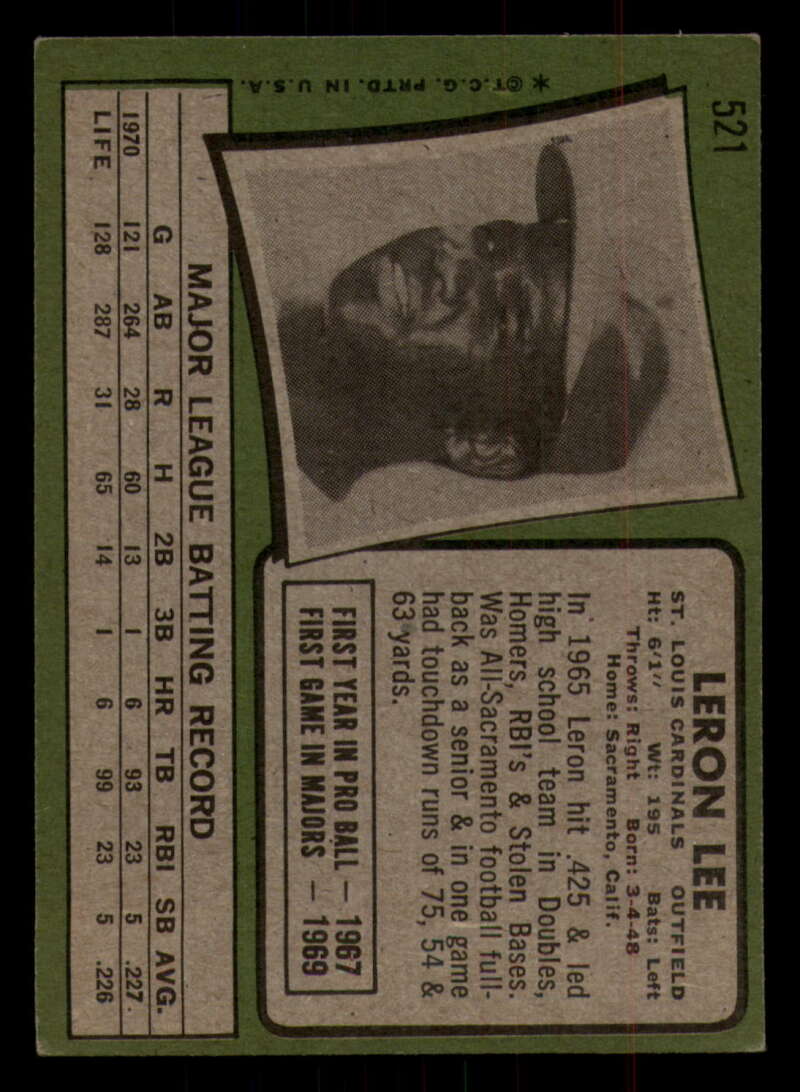 521
LERON LEE
ST. LOUIS CARDINALS OUTFIELD
Ht: 6'1" Wt: 195 Bats: Left
Throws: Right Born: 3-4-48
Home: Sacramento, Calif.
In 1965 Leron hit .425 & led
high school team in Doubles,
Homers, RBI's & Stolen Bases.
Was All-Sacramento football full-
back as a senior & in one game
had touchdown runs of 75, 54 &
63 yards.
FIRST YEAR IN PRO BALL — 1967
FIRST GAME IN MAJORS — 1969
MAJOR LEAGUE BATTING RECORD
G AB R H 2B 3B HR TB RBI SB AVG.
1970 121 264 28 60 13 1 6 93 23 5 .227
LIFE 128 287 31 65 14 1 6 99 23 5 .226
* © T.C.G. PRTD. IN U.S.A.